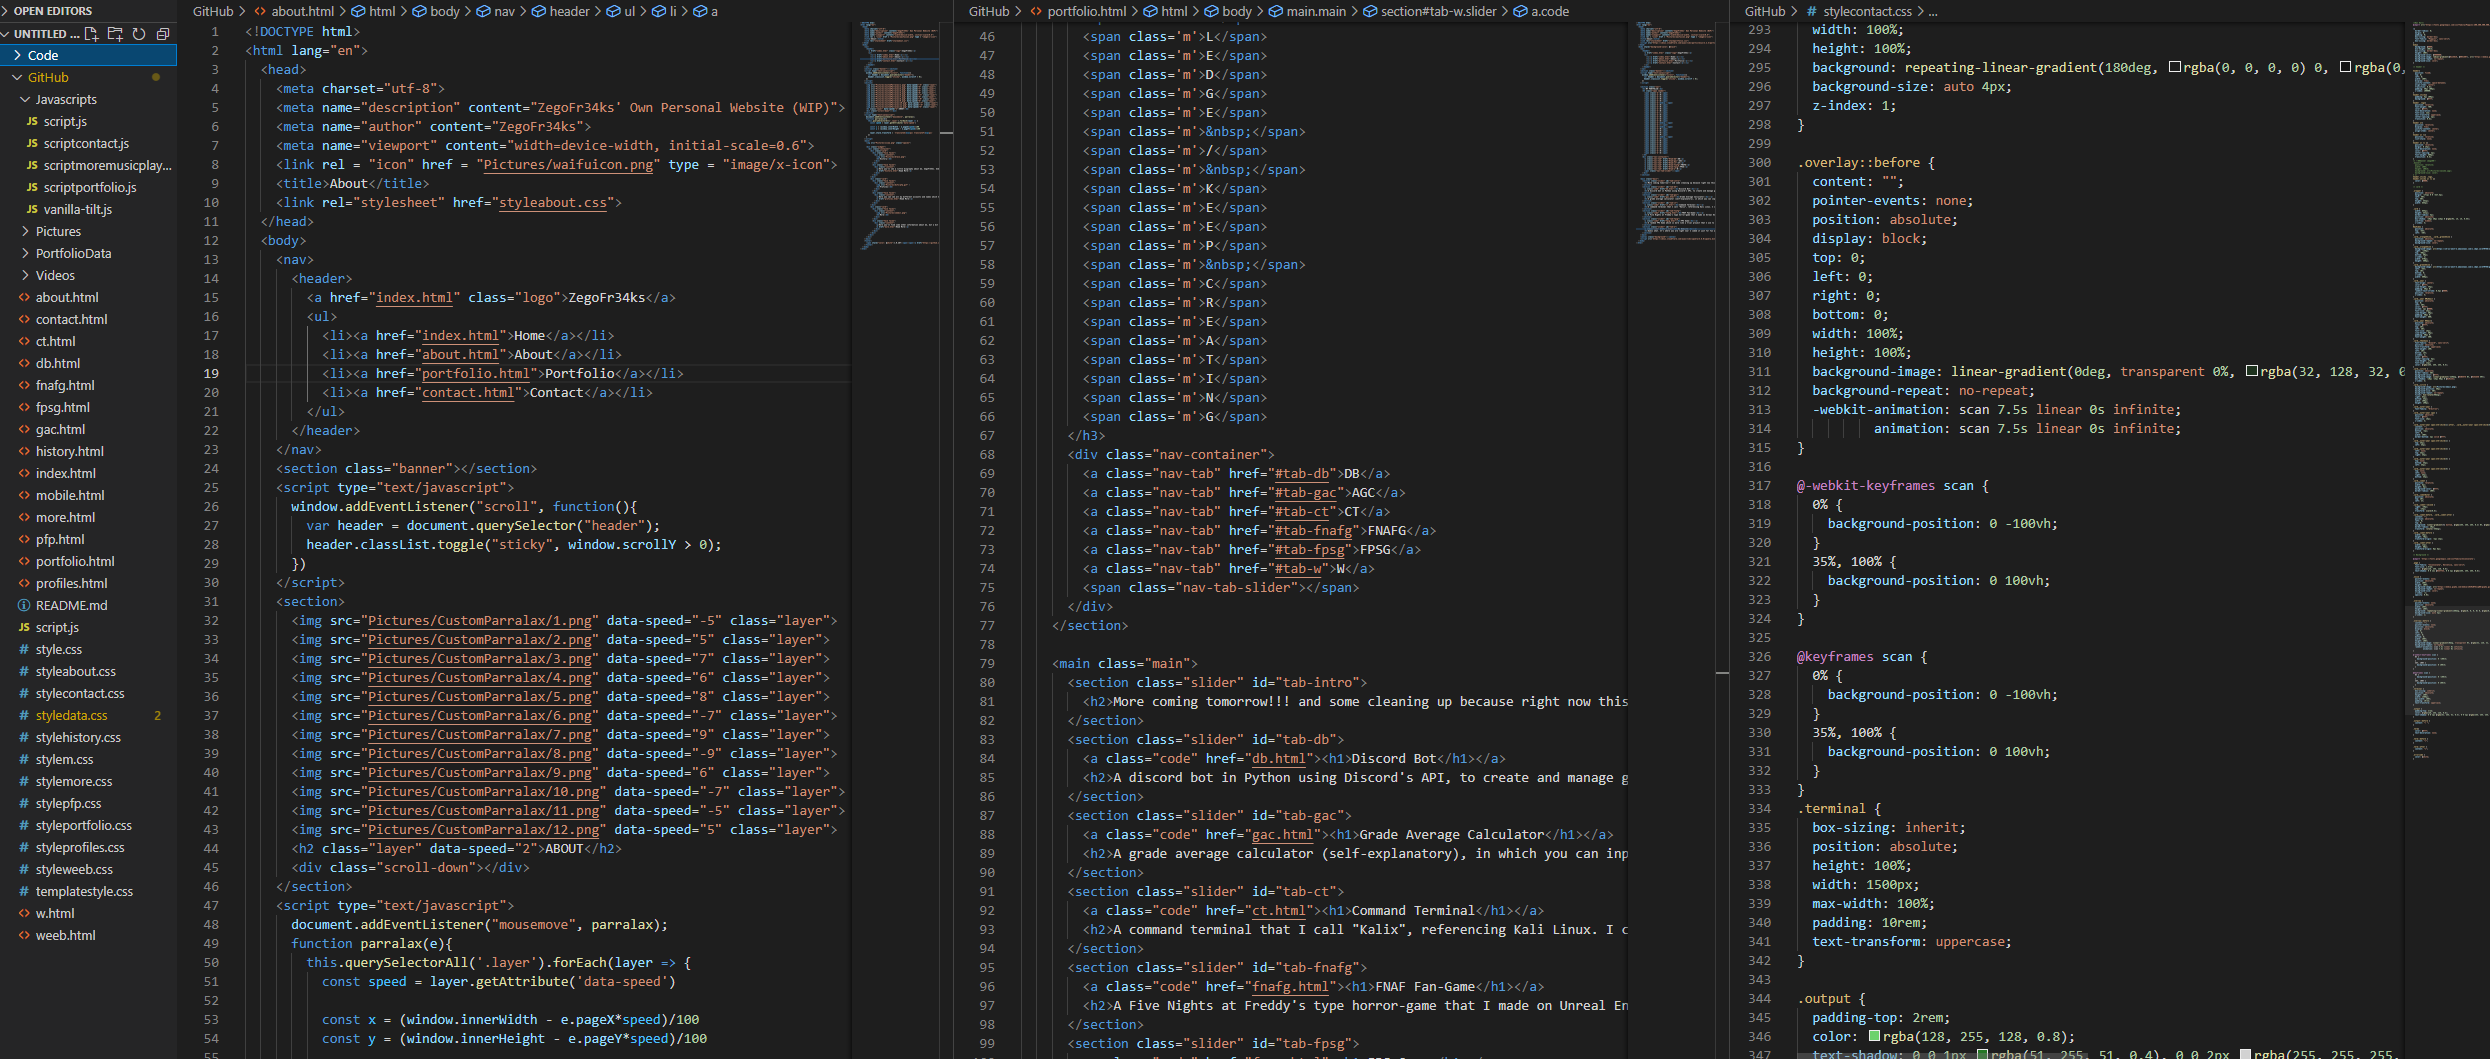 OPEN EDITORS
UNTITLED ...
Code
GitHub
Javascripts
script.js
scriptcontact.js
scriptmoremusicplay...
scriptportfolio.js
vanilla-tilt.js
Pictures
PortfolioData
Videos
about.html
contact.html
ct.html
db.html
fnafg.html
fpsg.html
gac.html
history.html
index.html
mobile.html
more.html
pfp.html
portfolio.html
profiles.html
README.md
script.js
style.css
styleabout.css
stylecontact.css
styledata.css 2
stylehistory.css
stylem.css
stylemore.css
stylepfp.css
styleportfolio.css
styleprofiles.css
styleweeb.css
templatestyle.css
w.html
weeb.html
GitHub > about.html > html > body > nav > header > ul > li > a
1 <!DOCTYPE html>
2 <html lang="en">
3 <head>
4 <meta charset="utf-8">
5 <meta name="description" content="ZegoFr34ks' Own Personal Website (WIP)">
6 <meta name="author" content="ZegoFr34ks">
7 <meta name="viewport" content="width=device-width, initial-scale=0.6">
8 <link rel = "icon" href = "Pictures/waifuicon.png" type = "image/x-icon">
9 <title>About</title>
10 <link rel="stylesheet" href="styleabout.css">
11 </head>
12 <body>
13 <nav>
14 <header>
15 <a href="index.html" class="logo">ZegoFr34ks</a>
16 <ul>
17 <li><a href="index.html">Home</a></li>
18 <li><a href="about.html">About</a></li>
19 <li><a href="portfolio.html">Portfolio</a></li>
20 <li><a href="contact.html">Contact</a></li>
21 </ul>
22 </header>
23 </nav>
24 <section class="banner"></section>
25 <script type="text/javascript">
26 window.addEventListener("scroll", function(){
27 var header = document.querySelector("header");
28 header.classList.toggle("sticky", window.scrollY > 0);
29 })
30 </script>
31 <section>
32 <img src="Pictures/CustomParralax/1.png" data-speed="-5" class="layer">
33 <img src="Pictures/CustomParralax/2.png" data-speed="5" class="layer">
34 <img src="Pictures/CustomParralax/3.png" data-speed="7" class="layer">
35 <img src="Pictures/CustomParralax/4.png" data-speed="6" class="layer">
36 <img src="Pictures/CustomParralax/5.png" data-speed="8" class="layer">
37 <img src="Pictures/CustomParralax/6.png" data-speed="-7" class="layer">
38 <img src="Pictures/CustomParralax/7.png" data-speed="9" class="layer">
39 <img src="Pictures/CustomParralax/8.png" data-speed="-9" class="layer">
40 <img src="Pictures/CustomParralax/9.png" data-speed="6" class="layer">
41 <img src="Pictures/CustomParralax/10.png" data-speed="-7" class="layer">
42 <img src="Pictures/CustomParralax/11.png" data-speed="-5" class="layer">
43 <img src="Pictures/CustomParralax/12.png" data-speed="5" class="layer">
44 <h2 class="layer" data-speed="2">ABOUT</h2>
45 <div class="scroll-down"></div>
46 </section>
47 <script type="text/javascript">
48 document.addEventListener("mousemove", parralax);
49 function parralax(e){
50 this.querySelectorAll('.layer').forEach(layer => {
51 const speed = layer.getAttribute('data-speed')
52
53 const x = (window.innerWidth - e.pageX*speed)/100
54 const y = (window.innerHeight - e.pageY*speed)/100
GitHub > portfolio.html > html > body > main.main > section#tab-w.slider > a.code
46 <span class='m'>L</span>
47 <span class='m'>E</span>
48 <span class='m'>D</span>
49 <span class='m'>G</span>
50 <span class='m'>E</span>
51 <span class='m'>&nbsp;</span>
52 <span class='m'>/</span>
53 <span class='m'>&nbsp;</span>
54 <span class='m'>K</span>
55 <span class='m'>E</span>
56 <span class='m'>E</span>
57 <span class='m'>P</span>
58 <span class='m'>&nbsp;</span>
59 <span class='m'>C</span>
60 <span class='m'>R</span>
61 <span class='m'>E</span>
62 <span class='m'>A</span>
63 <span class='m'>T</span>
64 <span class='m'>I</span>
65 <span class='m'>N</span>
66 <span class='m'>G</span>
67 </h3>
68 <div class="nav-container">
69 <a class="nav-tab" href="#tab-db">DB</a>
70 <a class="nav-tab" href="#tab-gac">AGC</a>
71 <a class="nav-tab" href="#tab-ct">CT</a>
72 <a class="nav-tab" href="#tab-fnafg">FNAFG</a>
73 <a class="nav-tab" href="#tab-fpsg">FPSG</a>
74 <a class="nav-tab" href="#tab-w">W</a>
75 <span class="nav-tab-slider"></span>
76 </div>
77 </section>
78
79 <main class="main">
80 <section class="slider" id="tab-intro">
81 <h2>More coming tomorrow!!! and some cleaning up because right now this
82 </section>
83 <section class="slider" id="tab-db">
84 <a class="code" href="db.html"><h1>Discord Bot</h1></a>
85 <h2>A discord bot in Python using Discord's API, to create and manage g
86 </section>
87 <section class="slider" id="tab-gac">
88 <a class="code" href="gac.html"><h1>Grade Average Calculator</h1></a>
89 <h2>A grade average calculator (self-explanatory), in which you can inp
90 </section>
91 <section class="slider" id="tab-ct">
92 <a class="code" href="ct.html"><h1>Command Terminal</h1></a>
93 <h2>A command terminal that I call "Kalix", referencing Kali Linux. I c
94 </section>
95 <section class="slider" id="tab-fnafg">
96 <a class="code" href="fnafg.html"><h1>FNAF Fan-Game</h1></a>
97 <h2>A Five Nights at Freddy's type horror-game that I made on Unreal En
98 </section>
99 <section class="slider" id="tab-fpsg">
GitHub > # stylecontact.css > ...
293 width: 100%;
294 height: 100%;
295 background: repeating-linear-gradient(180deg, rgba(0, 0, 0, 0) 0, rgba(0,
296 background-size: auto 4px;
297 z-index: 1;
298 }
299
300 .overlay::before {
301 content: "";
302 pointer-events: none;
303 position: absolute;
304 display: block;
305 top: 0;
306 left: 0;
307 right: 0;
308 bottom: 0;
309 width: 100%;
310 height: 100%;
311 background-image: linear-gradient(0deg, transparent 0%, rgba(32, 128, 32, 0
312 background-repeat: no-repeat;
313 -webkit-animation: scan 7.5s linear 0s infinite;
314 animation: scan 7.5s linear 0s infinite;
315 }
316
317 @-webkit-keyframes scan {
318 0% {
319 background-position: 0 -100vh;
320 }
321 35%, 100% {
322 background-position: 0 100vh;
323 }
324 }
325
326 @keyframes scan {
327 0% {
328 background-position: 0 -100vh;
329 }
330 35%, 100% {
331 background-position: 0 100vh;
332 }
333 }
334 .terminal {
335 box-sizing: inherit;
336 position: absolute;
337 height: 100%;
338 width: 1500px;
339 max-width: 100%;
340 padding: 10rem;
341 text-transform: uppercase;
342 }
343
344 .output {
345 padding-top: 2rem;
346 color: rgba(128, 255, 128, 0.8);
347 text-shadow: 0 0 1px rgba(51, 255, 51, 0.4), 0 0 2px rgba(255, 255, 255,